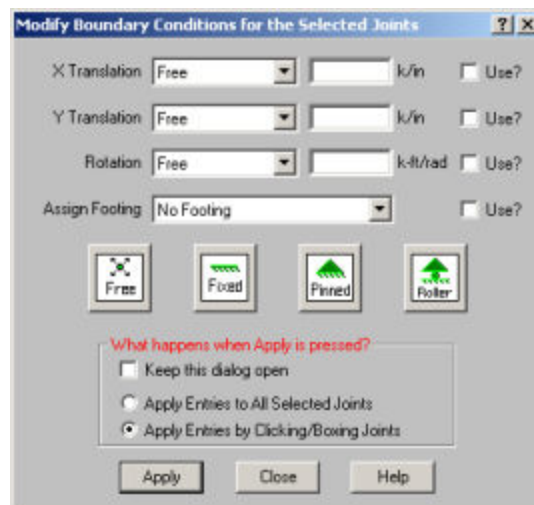 Modify Boundary Conditions for the Selected Joints ? X
X Translation Free k/in Use?
Y Translation Free k/in Use?
Rotation Free k-ft/rad Use?
Assign Footing No Footing Use?
Free Fixed Pinned Roller
What happens when Apply is pressed?
Keep this dialog open
Apply Entries to All Selected Joints
Apply Entries by Clicking/Boxing Joints
Apply Close Help